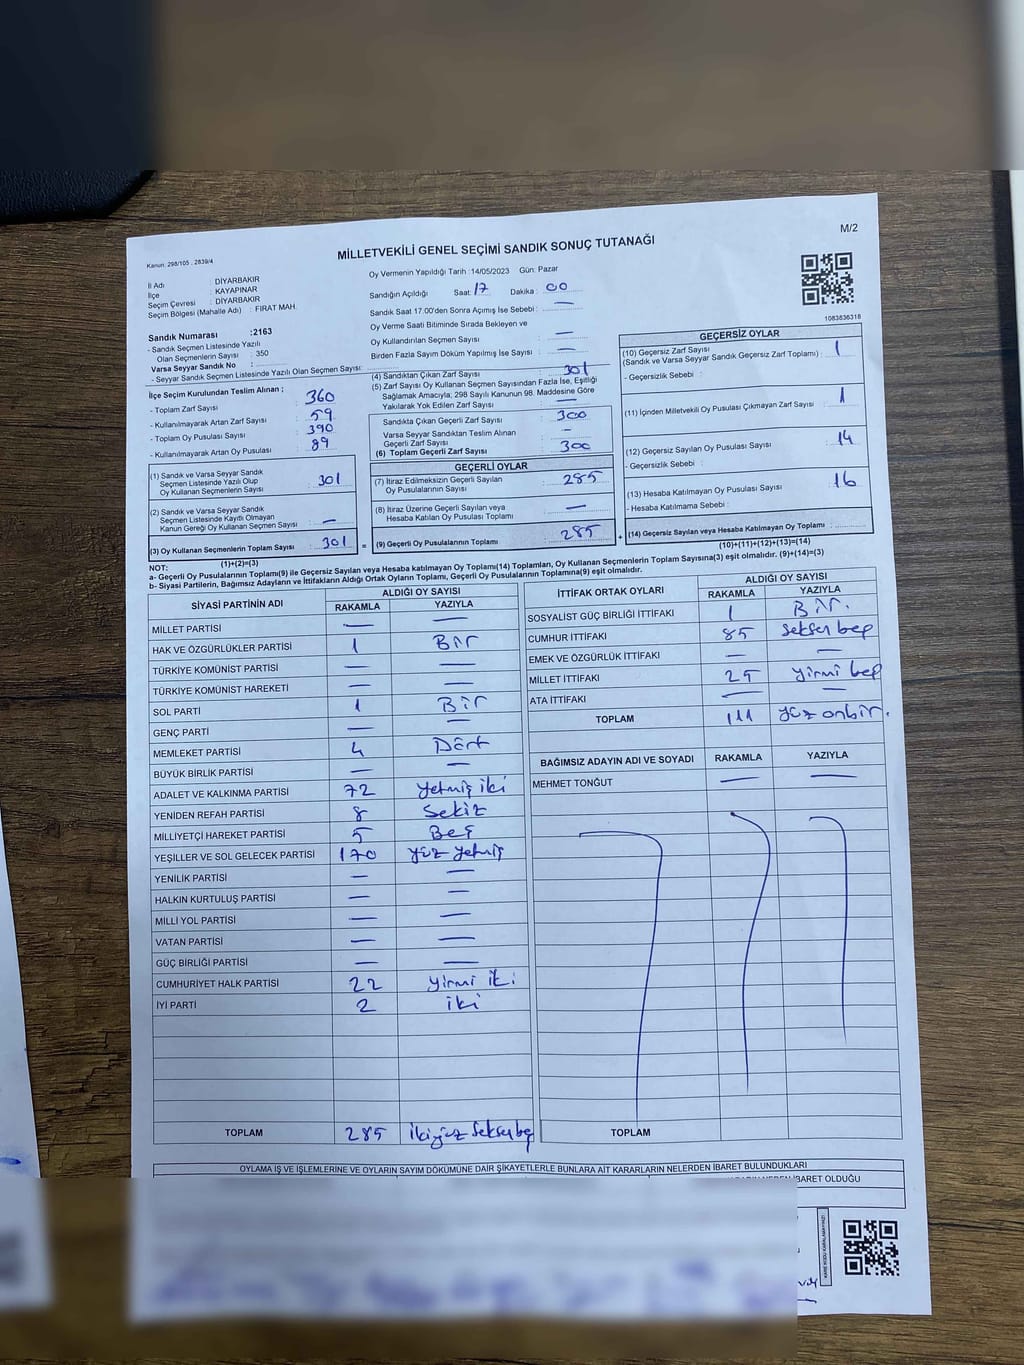 M/2
MİLLETVEKİLİ GENEL SEÇİMİ SANDIK SONUÇ TUTANAĞI
Kanun: 298/105 . 2839/4
İl Adı : DİYARBAKIR
İlçe : KAYAPINAR
Seçim Çevresi : DİYARBAKIR
Seçim Bölgesi (Mahalle Adı) : FIRAT MAH.
Oy Vermenin Yapıldığı Tarih :14/05/2023 Gün: Pazar
Sandığın Açıldığı Saat: 17 Dakika: 00
Sandık Saat 17.00'den Sonra Açımış İse Sebebi : —
Oy Verme Saati Bitiminde Sırada Bekleyen ve
Oy Kullandırılan Seçmen Sayısı : —
Birden Fazla Sayım Döküm Yapılmış İse Sayısı : —
1083836318
Sandık Numarası :2163
- Sandık Seçmen Listesinde Yazılı
Olan Seçmenlerin Sayısı : 350
Varsa Seyyar Sandık No :
- Seyyar Sandık Seçmen Listesinde Yazılı Olan Seçmen Sayısı:
İlçe Seçim Kurulundan Teslim Alınan ;
- Toplam Zarf Sayısı : 360
- Kullanılmayarak Artan Zarf Sayısı : 59
- Toplam Oy Pusulası Sayısı : 390
- Kullanılmayarak Artan Oy Pusulası : 89
(1) Sandık ve Varsa Seyyar Sandık
Seçmen Listesinde Yazılı Olup
Oy Kullanan Seçmenlerin Sayısı : 301
(2) Sandık ve Varsa Seyyar Sandık
Seçmen Listesinde Kayıtlı Olmayan
Kanun Gereği Oy Kullanan Seçmen Sayısı : —
(3) Oy Kullanan Seçmenlerin Toplam Sayısı : 301
(1)+(2)=(3)
(4) Sandıktan Çıkan Zarf Sayısı : 301
(5) Zarf Sayısı Oy Kullanan Seçmen Sayısından Fazla İse, Eşitliği
Sağlamak Amacıyla, 298 Sayılı Kanunun 98. Maddesine Göre
Yakılarak Yok Edilen Zarf Sayısı : —
Sandıkta Çıkan Geçerli Zarf Sayısı : 300
Varsa Seyyar Sandıktan Teslim Alınan
Geçerli Zarf Sayısı : —
(6) Toplam Geçerli Zarf Sayısı : 300
GEÇERLİ OYLAR
(7) İtiraz Edilmeksizin Geçerli Sayılan
Oy Pusulalarının Sayısı : 285
(8) İtiraz Üzerine Geçerli Sayılan veya
Hesaba Katılan Oy Pusulası Toplamı : —
= (9) Geçerli Oy Pusulalarının Toplamı : 285 +
GEÇERSİZ OYLAR
(10) Geçersiz Zarf Sayısı
(Sandık ve Varsa Seyyar Sandık Geçersiz Zarf Toplamı) : 1
- Geçersizlik Sebebi :
(11) İçinden Milletvekili Oy Pusulası Çıkmayan Zarf Sayısı : 1
(12) Geçersiz Sayılan Oy Pusulası Sayısı : 14
- Geçersizlik Sebebi :
(13) Hesaba Katılmayan Oy Pusulası Sayısı : 16
- Hesaba Katılmama Sebebi :
(14) Geçersiz Sayılan veya Hesaba Katılmayan Oy Toplamı :
(10)+(11)+(12)+(13)=(14)
NOT:
a- Geçerli Oy Pusulalarının Toplamı(9) ile Geçersiz Sayılan veya Hesaba katılmayan Oy Toplamı(14) Toplamları, Oy Kullanan Seçmenlerin Toplam Sayısına(3) eşit olmalıdır. (9)+(14)=(3)
b- Siyasi Partilerin, Bağımsız Adayların ve İttifakların Aldığı Ortak Oyların Toplamı, Geçerli Oy Pusulalarının Toplamına(9) eşit olmalıdır.
SİYASİ PARTİNİN ADI ALDIĞI OY SAYISI
RAKAMLA YAZIYLA
MİLLET PARTİSİ — —
HAK VE ÖZGÜRLÜKLER PARTİSİ 1 Bir
TÜRKİYE KOMÜNİST PARTİSİ — —
TÜRKİYE KOMÜNİST HAREKETİ — —
SOL PARTİ 1 Bir
GENÇ PARTİ — —
MEMLEKET PARTİSİ 4 Dört
BÜYÜK BİRLİK PARTİSİ — —
ADALET VE KALKINMA PARTİSİ 72 yetmiş iki
YENİDEN REFAH PARTİSİ 8 Sekiz
MİLLİYETÇİ HAREKET PARTİSİ 5 Beş
YEŞİLLER VE SOL GELECEK PARTİSİ 170 yüz yetmiş
YENİLİK PARTİSİ — —
HALKIN KURTULUŞ PARTİSİ — —
MİLLİ YOL PARTİSİ — —
VATAN PARTİSİ — —
GÜÇ BİRLİĞİ PARTİSİ — —
CUMHURİYET HALK PARTİSİ 22 yirmi iki
İYİ PARTİ 2 iki
TOPLAM 285 ikiyüz seksenbeş
İTTİFAK ORTAK OYLARI ALDIĞI OY SAYISI
RAKAMLA YAZIYLA
SOSYALİST GÜÇ BİRLİĞİ İTTİFAKI 1 Bir.
CUMHUR İTTİFAKI 85 seksen beş
EMEK VE ÖZGÜRLÜK İTTİFAKI — —
MİLLET İTTİFAKI 25 yirmi beş
ATA İTTİFAKI — —
TOPLAM 111 yüz onbir.
BAĞIMSIZ ADAYIN ADI VE SOYADI RAKAMLA YAZIYLA
MEHMET TONĞUT — —
TOPLAM
OYLAMA İŞ VE İŞLEMLERİNE VE OYLARIN SAYIM DÖKÜMÜNE DAİR ŞİKAYETLERLE BUNLARA AİT KARARLARIN NELERDEN İBARET BULUNDUKLARI
İBARET OLDUĞU
KARE KODU KARALAMAYINIZ!